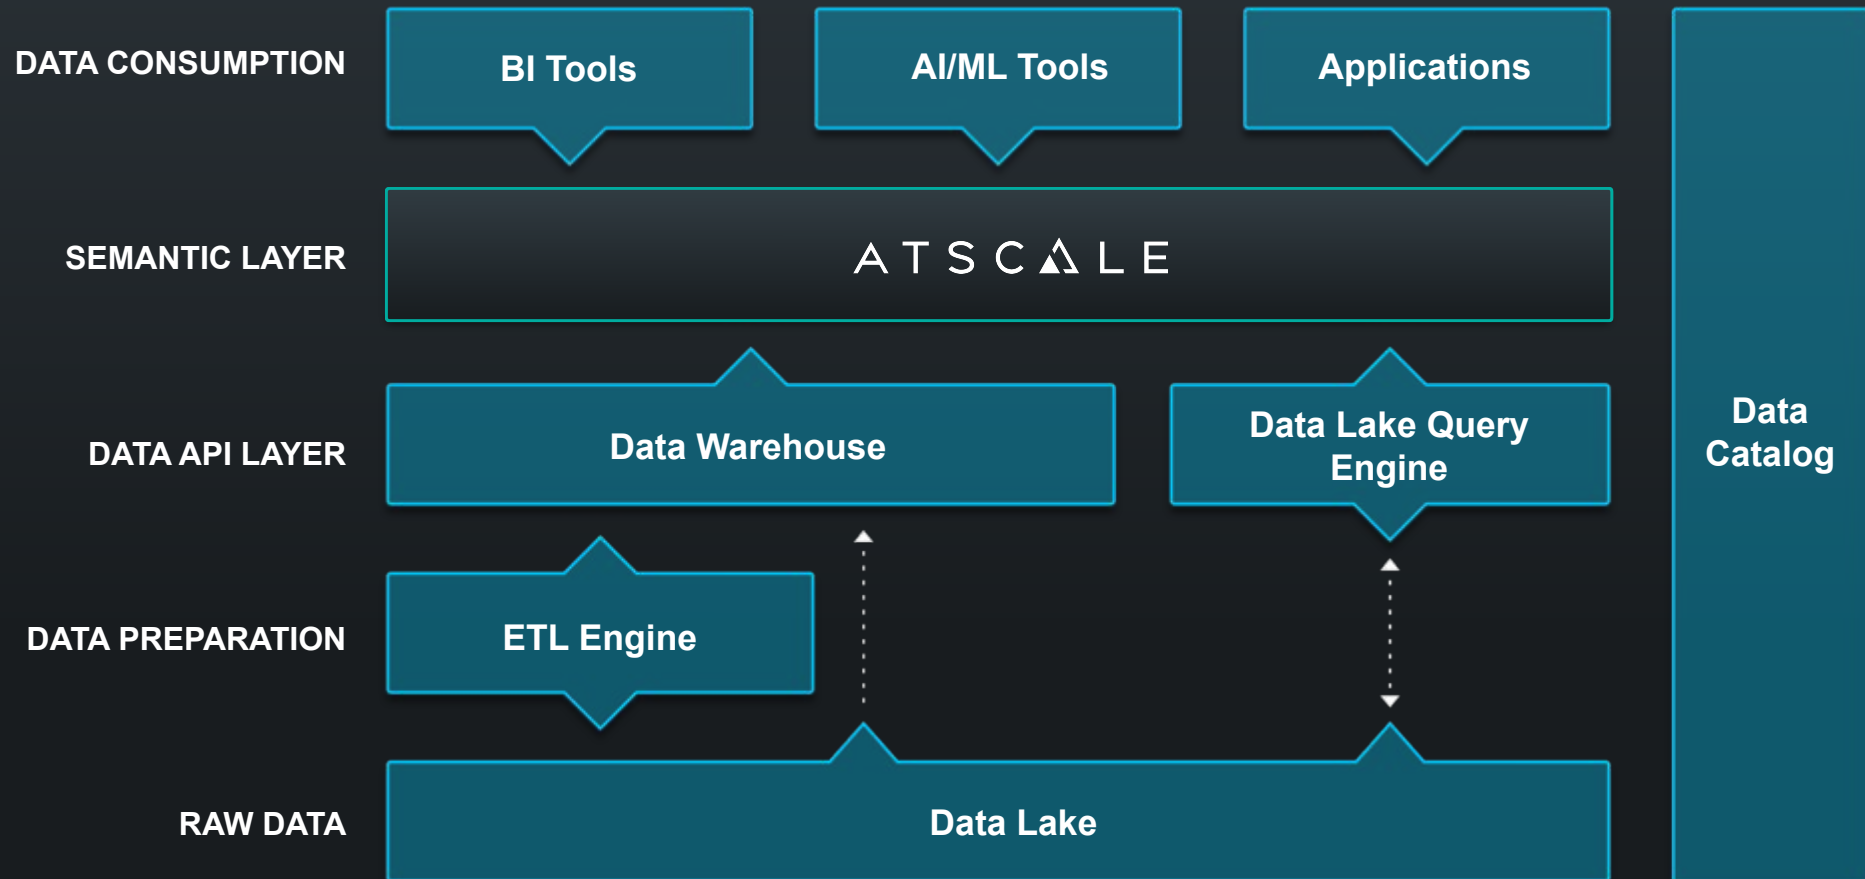 DATA CONSUMPTION
BI Tools
AI/ML Tools
Applications
SEMANTIC LAYER
ATSCALE
DATA API LAYER
Data Warehouse
Data Lake Query
Engine
Data
Catalog
DATA PREPARATION
ETL Engine
RAW DATA
Data Lake